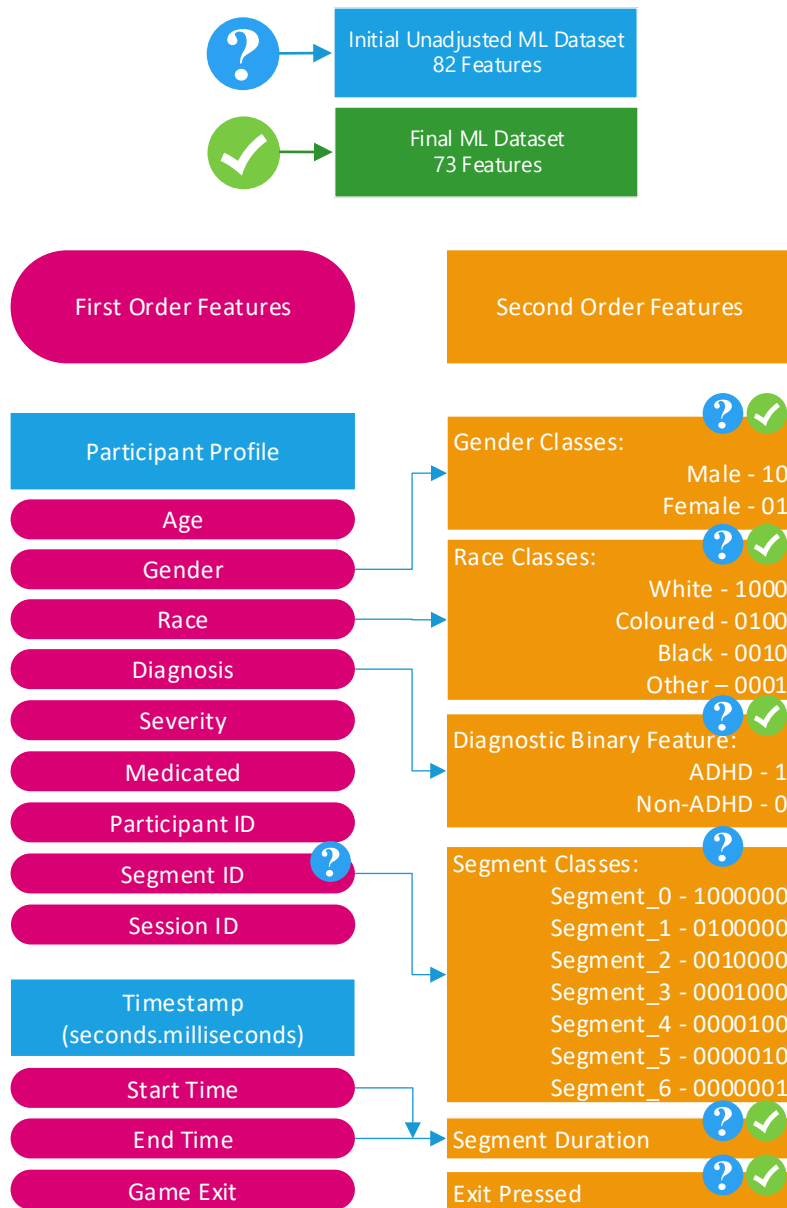 Initial Unadjusted ML Dataset
82 Features
Final ML Dataset
73 Features
First Order Features
Second Order Features
Participant Profile
Age
Gender
Race
Diagnosis
Severity
Medicated
Participant ID
Segment ID
Session ID
Timestamp
(seconds.milliseconds)
Start Time
End Time
Game Exit
Gender Classes:
Male - 10
Female - 01
Race Classes:
White - 1000
Coloured - 0100
Black - 0010
Other – 0001
Diagnostic Binary Feature:
ADHD - 1
Non-ADHD - 0
Segment Classes:
Segment_0 - 1000000
Segment_1 - 0100000
Segment_2 - 0010000
Segment_3 - 0001000
Segment_4 - 0000100
Segment_5 - 0000010
Segment_6 - 0000001
Segment Duration
Exit Pressed